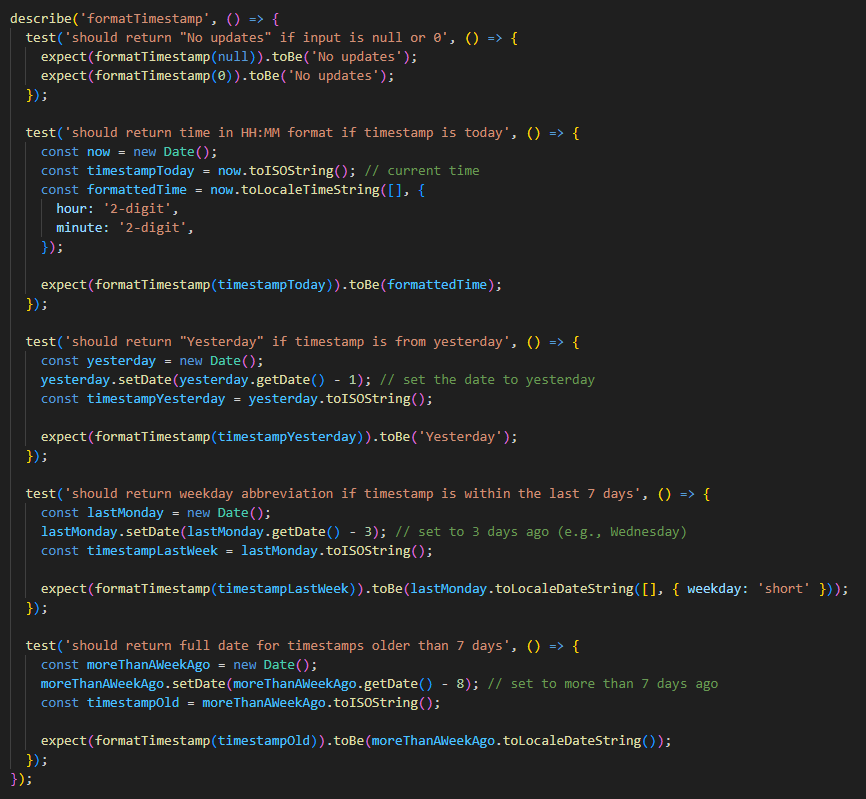 describe('formatTimestamp', () => {
  test('should return "No updates" if input is null or 0', () => {
    expect(formatTimestamp(null)).toBe('No updates');
    expect(formatTimestamp(0)).toBe('No updates');
  });

  test('should return time in HH:MM format if timestamp is today', () => {
    const now = new Date();
    const timestampToday = now.toISOString(); // current time
    const formattedTime = now.toLocaleTimeString([], {
      hour: '2-digit',
      minute: '2-digit',
    });

    expect(formatTimestamp(timestampToday)).toBe(formattedTime);
  });

  test('should return "Yesterday" if timestamp is from yesterday', () => {
    const yesterday = new Date();
    yesterday.setDate(yesterday.getDate() - 1); // set the date to yesterday
    const timestampYesterday = yesterday.toISOString();

    expect(formatTimestamp(timestampYesterday)).toBe('Yesterday');
  });

  test('should return weekday abbreviation if timestamp is within the last 7 days', () => {
    const lastMonday = new Date();
    lastMonday.setDate(lastMonday.getDate() - 3); // set to 3 days ago (e.g., Wednesday)
    const timestampLastWeek = lastMonday.toISOString();

    expect(formatTimestamp(timestampLastWeek)).toBe(lastMonday.toLocaleDateString([], { weekday: 'short' }));
  });

  test('should return full date for timestamps older than 7 days', () => {
    const moreThanAWeekAgo = new Date();
    moreThanAWeekAgo.setDate(moreThanAWeekAgo.getDate() - 8); // set to more than 7 days ago
    const timestampOld = moreThanAWeekAgo.toISOString();

    expect(formatTimestamp(timestampOld)).toBe(moreThanAWeekAgo.toLocaleDateString());
  });
});